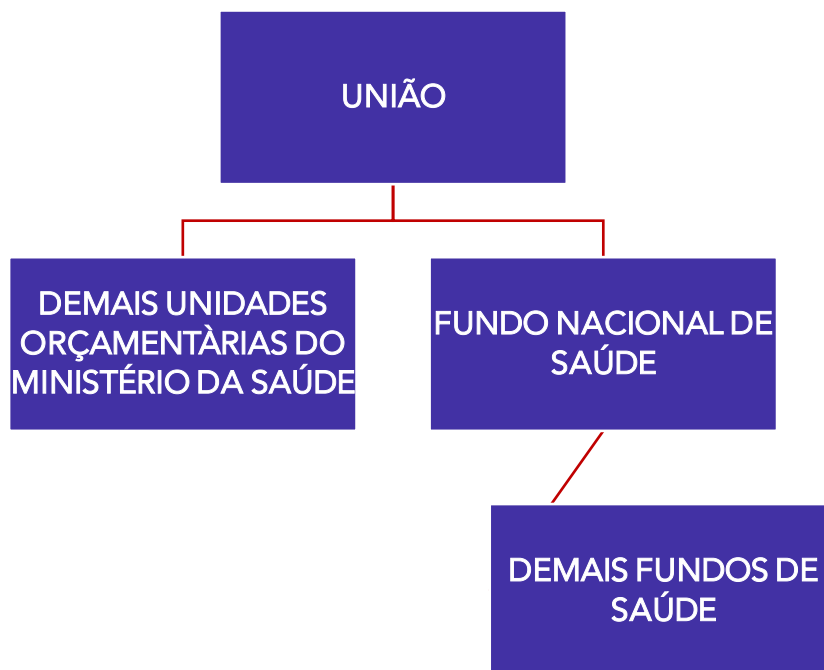 UNIÃO
DEMAIS UNIDADES
ORÇAMENTÀRIAS DO
MINISTÉRIO DA SAÚDE
FUNDO NACIONAL DE
SAÚDE
DEMAIS FUNDOS DE
SAÚDE